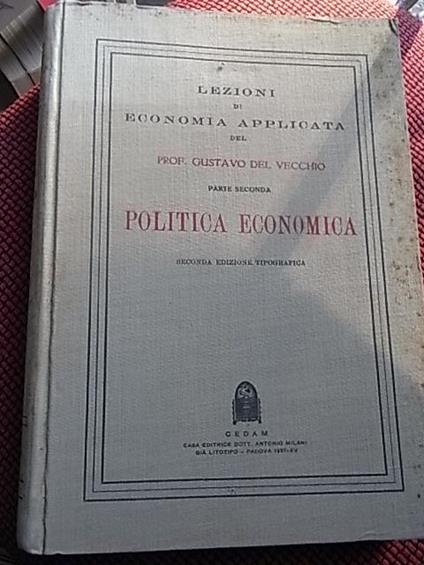 LEZIONI
DI
ECONOMIA APPLICATA
DEL
PROF. GUSTAVO DEL VECCHIO
PARTE SECONDA
POLITICA ECONOMICA
SECONDA EDIZIONE TIPOGRAFICA
CEDAM
CASA EDITRICE DOTT. ANTONIO MILANI
GIÀ LITOTIPO - PADOVA 1937-XV